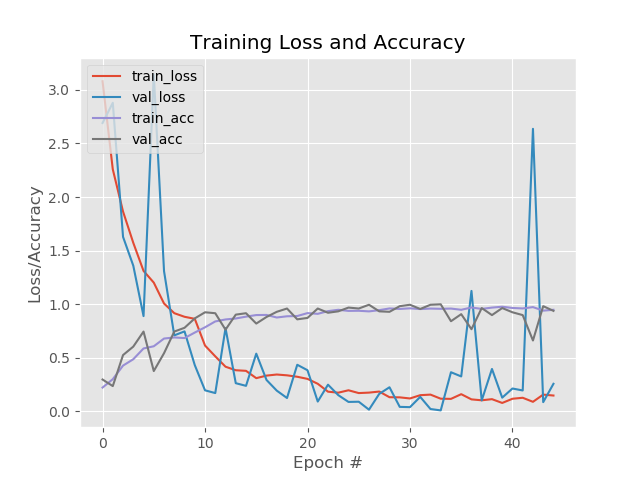 Training Loss and Accuracy
train_loss
val_loss
train_acc
val_acc
3.0
2.5
2.0
1.5
1.0
0.5
0.0
Loss/Accuracy
0 10 20 30 40
Epoch #